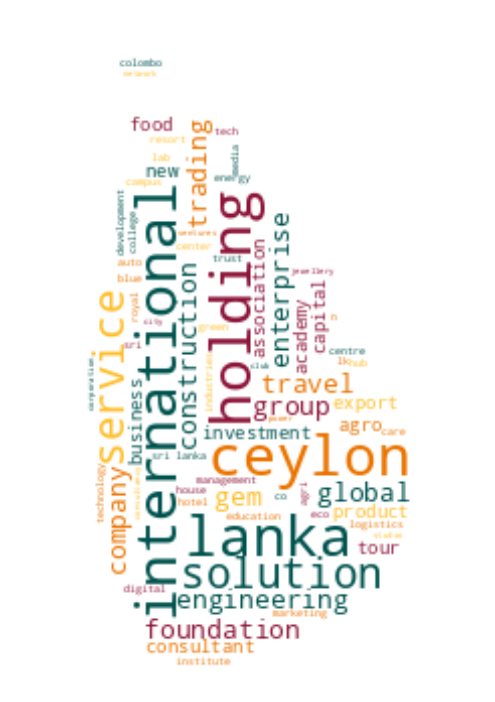 colombo
network
food
trading
tech
resort
media
lab
new
energy
campus
international
holding
development
college
enterprise
ventures
center
association
trust
auto
construction
jewellery
blue
capital
service
royal
academy
city
green
sri
centre
club
lk
hub
corporation
industries
business
travel
group
export
power
agro
care
investment
ceylon
sri lanka
technology
company
management
house
gem
co
agri
global
hotel
product
eco
education
lanka
logistics
tour
solution
digital
engineering
marketing
foundation
consultant
institute